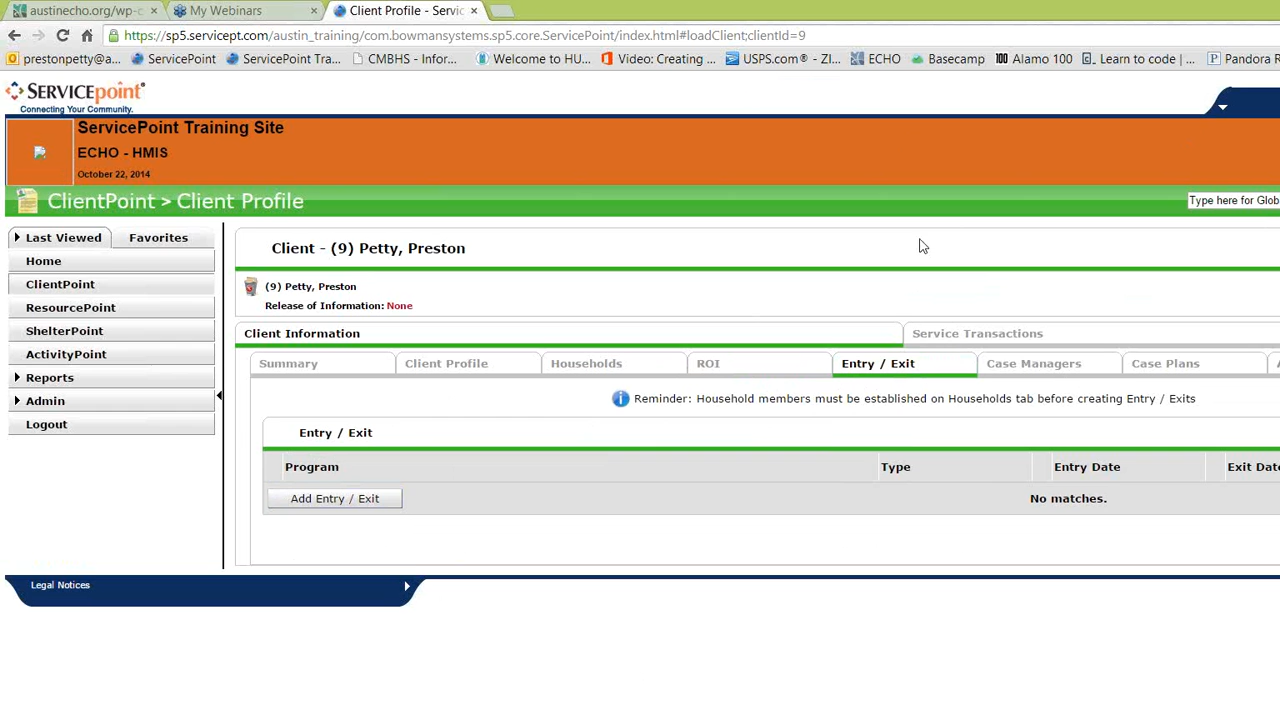 austinecho.org/wp-c × My Webinars × Client Profile - Servic ×
https://sp5.servicept.com/austin_training/com.bowmansystems.sp5.core.ServicePoint/index.html#loadClient;clientId=9
prestonpetty@a... ServicePoint ServicePoint Tra... CMBHS - Infor... Welcome to HU... Video: Creating ... USPS.com® - ZI... ECHO Basecamp 100 Alamo 100 Learn to code |... Pandora R
SERVICEpoint
Connecting Your Community.
ServicePoint Training Site
ECHO - HMIS
October 22, 2014
ClientPoint > Client Profile
Type here for Glob
Last Viewed Favorites
Home
ClientPoint
ResourcePoint
ShelterPoint
ActivityPoint
Reports
Admin
Logout
Client - (9) Petty, Preston
(9) Petty, Preston
Release of Information: None
Client Information Service Transactions
Summary Client Profile Households ROI Entry / Exit Case Managers Case Plans
Reminder: Household members must be established on Households tab before creating Entry / Exits
Entry / Exit
Program Type Entry Date Exit Date
Add Entry / Exit No matches.
Legal Notices